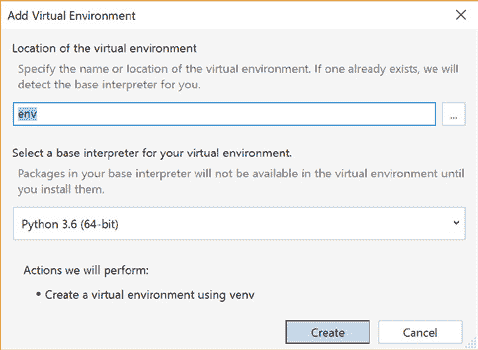 Add Virtual Environment
Location of the virtual environment
Specify the name or location of the virtual environment. If one already exists, we will
detect the base interpreter for you.
env
...
Select a base interpreter for your virtual environment.
Packages in your base interpreter will not be available in the virtual environment until
you install them.
Python 3.6 (64-bit)
Actions we will perform:
• Create a virtual environment using venv
Create
Cancel